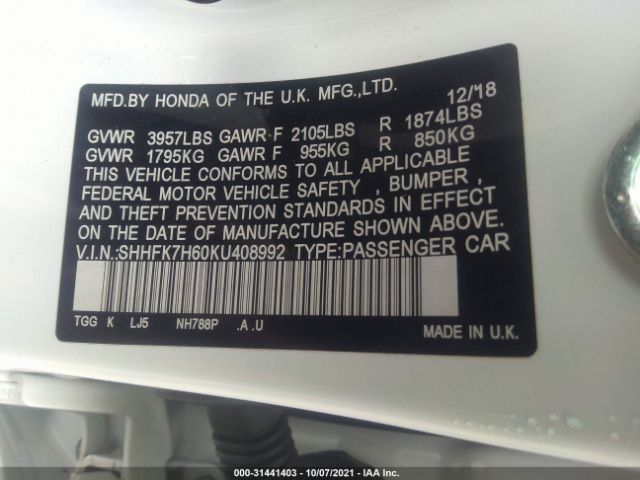 MFD.BY HONDA OF THE U.K. MFG.,LTD. 12/18
GVWR 3957LBS GAWR F 2105LBS R 1874LBS
GVWR 1795KG GAWR F 955KG R 850KG
THIS VEHICLE CONFORMS TO ALL APPLICABLE
FEDERAL MOTOR VEHICLE SAFETY , BUMPER ,
AND THEFT PREVENTION STANDARDS IN EFFECT
ON THE DATE OF MANUFACTURE SHOWN ABOVE.
V.I.N.:SHHFK7H60KU408992 TYPE:PASSENGER CAR
TGG K LJ5 NH788P .A .U
MADE IN U.K.
000-31441403 - 10/07/2021 - IAA Inc.